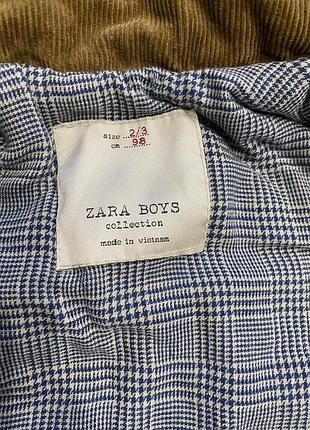 size 2/3
cm 98
ZARA BOYS
collection
made in vietnam